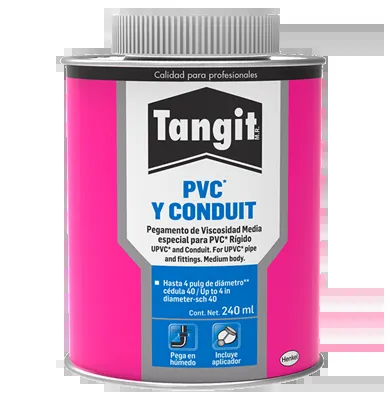 Calidad para profesionales
Tangit M.R.
PVC*
Y CONDUIT
Pegamento de Viscosidad Media
especial para PVC* Rígido
UPVC* and Conduit. For UPVC* pipe
and fittings. Medium body.
• Hasta 4 pulg de diámetro**
cédula 40 / Up to 4 in
diameter-sch 40
Cont. Net. 240 ml
Pega en
húmedo
Incluye
aplicador
Henkel